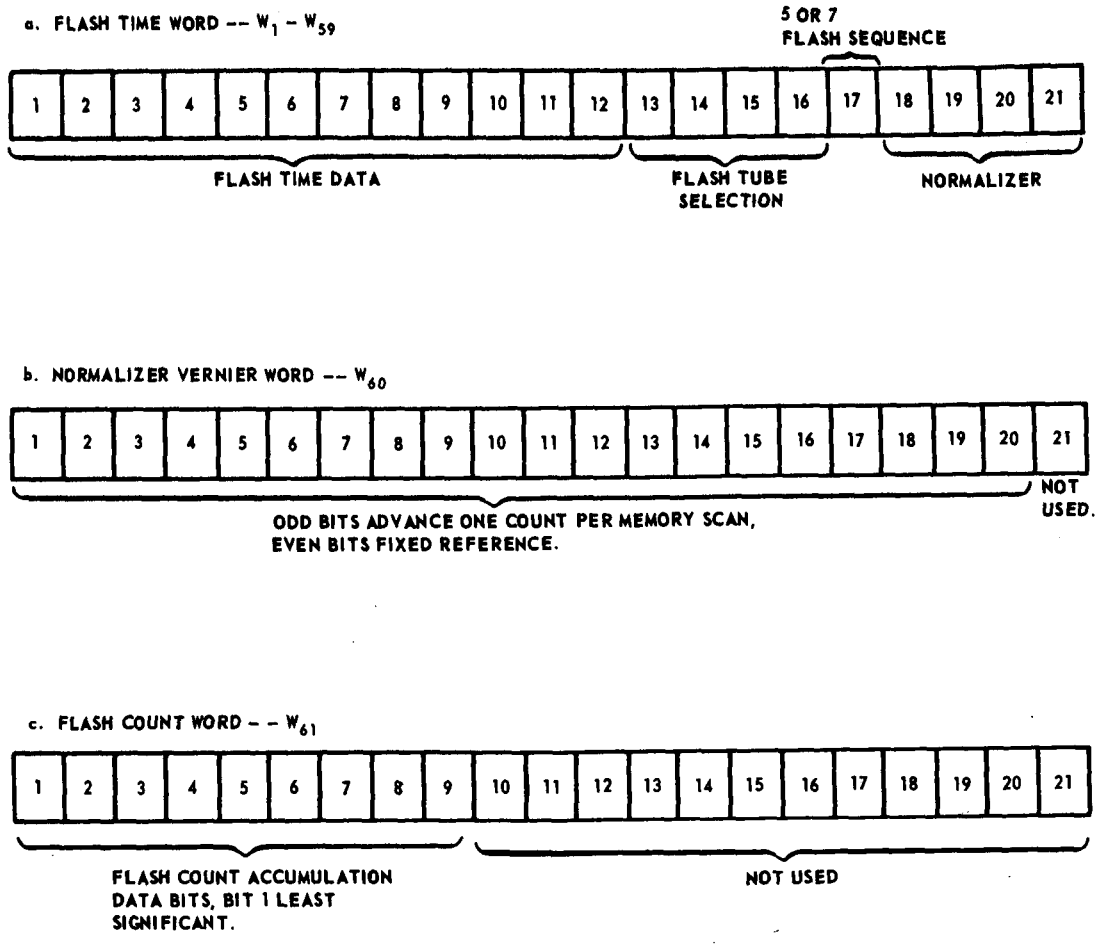 a. FLASH TIME WORD -- W1 - W59
5 OR 7
FLASH SEQUENCE
1 2 3 4 5 6 7 8 9 10 11 12 13 14 15 16 17 18 19 20 21
FLASH TIME DATA
FLASH TUBE
SELECTION
NORMALIZER
b. NORMALIZER VERNIER WORD -- W60
1 2 3 4 5 6 7 8 9 10 11 12 13 14 15 16 17 18 19 20 21
NOT
USED.
ODD BITS ADVANCE ONE COUNT PER MEMORY SCAN,
EVEN BITS FIXED REFERENCE.
c. FLASH COUNT WORD - - W61
1 2 3 4 5 6 7 8 9 10 11 12 13 14 15 16 17 18 19 20 21
FLASH COUNT ACCUMULATION
DATA BITS, BIT 1 LEAST
SIGNIFICANT.
NOT USED